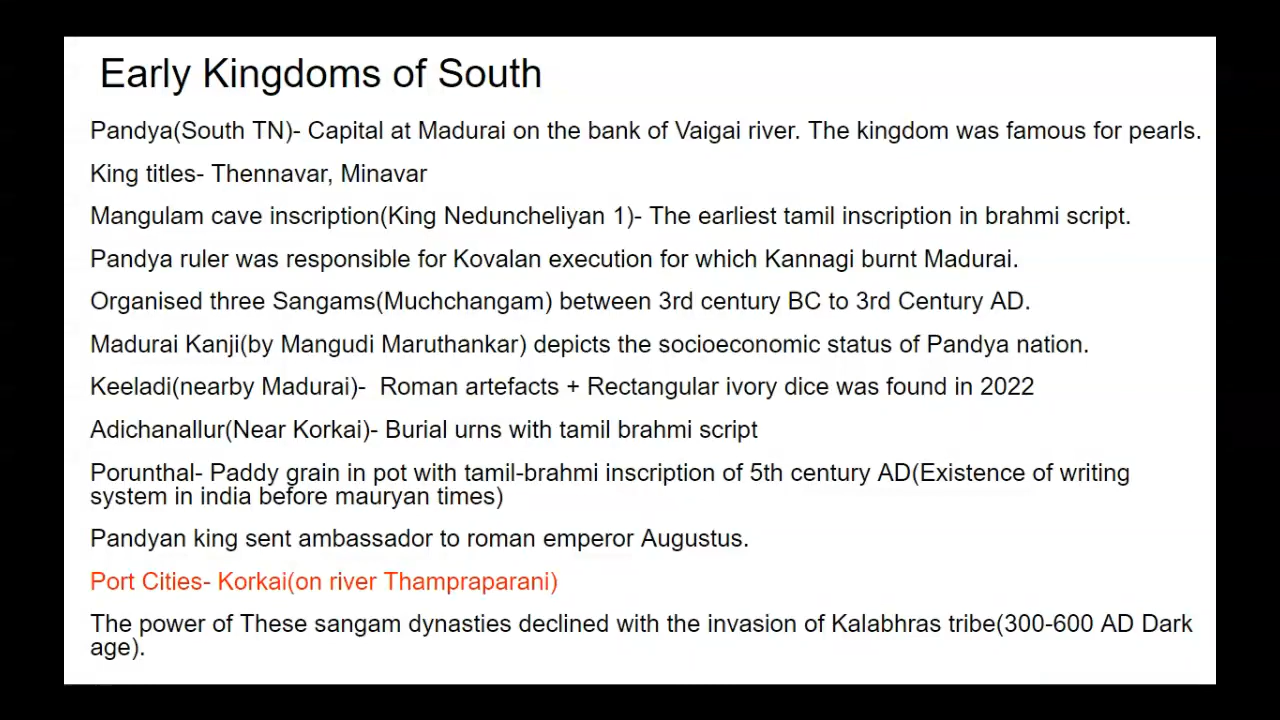 Early Kingdoms of South
Pandya(South TN)- Capital at Madurai on the bank of Vaigai river. The kingdom was famous for pearls.
King titles- Thennavar, Minavar
Mangulam cave inscription(King Neduncheliyan 1)- The earliest tamil inscription in brahmi script.
Pandya ruler was responsible for Kovalan execution for which Kannagi burnt Madurai.
Organised three Sangams(Muchchangam) between 3rd century BC to 3rd Century AD.
Madurai Kanji(by Mangudi Maruthankar) depicts the socioeconomic status of Pandya nation.
Keeladi(nearby Madurai)-  Roman artefacts + Rectangular ivory dice was found in 2022
Adichanallur(Near Korkai)- Burial urns with tamil brahmi script
Porunthal- Paddy grain in pot with tamil-brahmi inscription of 5th century AD(Existence of writing
system in india before mauryan times)
Pandyan king sent ambassador to roman emperor Augustus.
Port Cities- Korkai(on river Thampraparani)
The power of These sangam dynasties declined with the invasion of Kalabhras tribe(300-600 AD Dark
age).